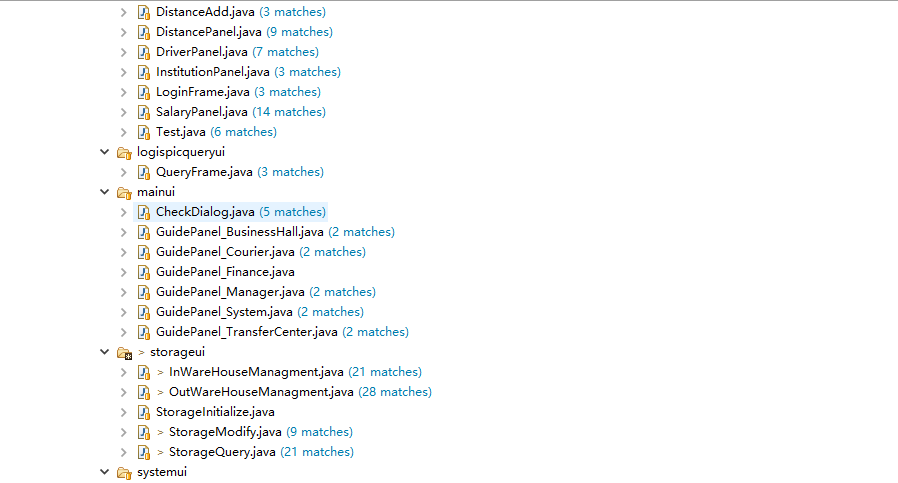 DistanceAdd.java (3 matches)
DistancePanel.java (9 matches)
DriverPanel.java (7 matches)
InstitutionPanel.java (3 matches)
LoginFrame.java (3 matches)
SalaryPanel.java (14 matches)
Test.java (6 matches)
logispicqueryui
QueryFrame.java (3 matches)
mainui
CheckDialog.java (5 matches)
GuidePanel_BusinessHall.java (2 matches)
GuidePanel_Courier.java (2 matches)
GuidePanel_Finance.java
GuidePanel_Manager.java (2 matches)
GuidePanel_System.java (2 matches)
GuidePanel_TransferCenter.java (2 matches)
> storageui
> InWareHouseManagment.java (21 matches)
> OutWareHouseManagment.java (28 matches)
StorageInitialize.java
> StorageModify.java (9 matches)
> StorageQuery.java (21 matches)
systemui